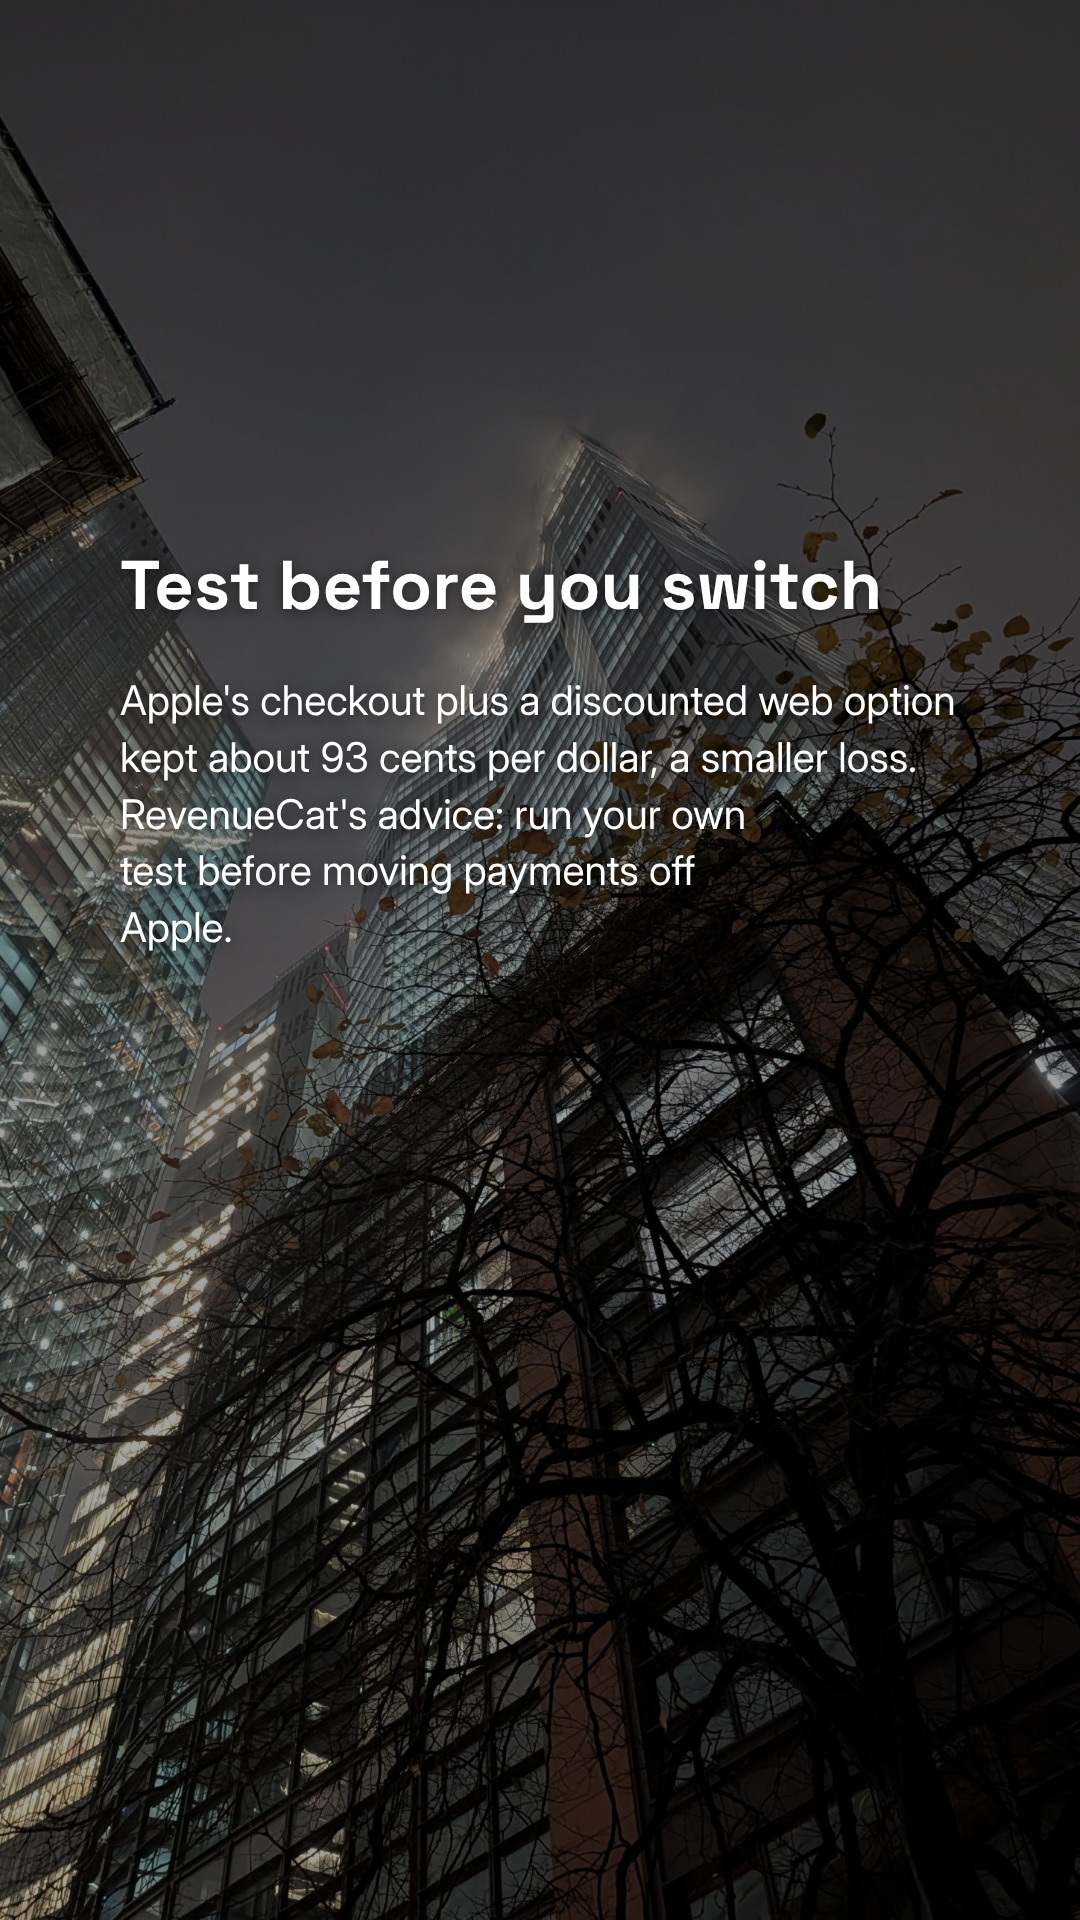 Test before you switch
Apple's checkout plus a discounted web option
kept about 93 cents per dollar, a smaller loss.
RevenueCat's advice: run your own
test before moving payments off
Apple.